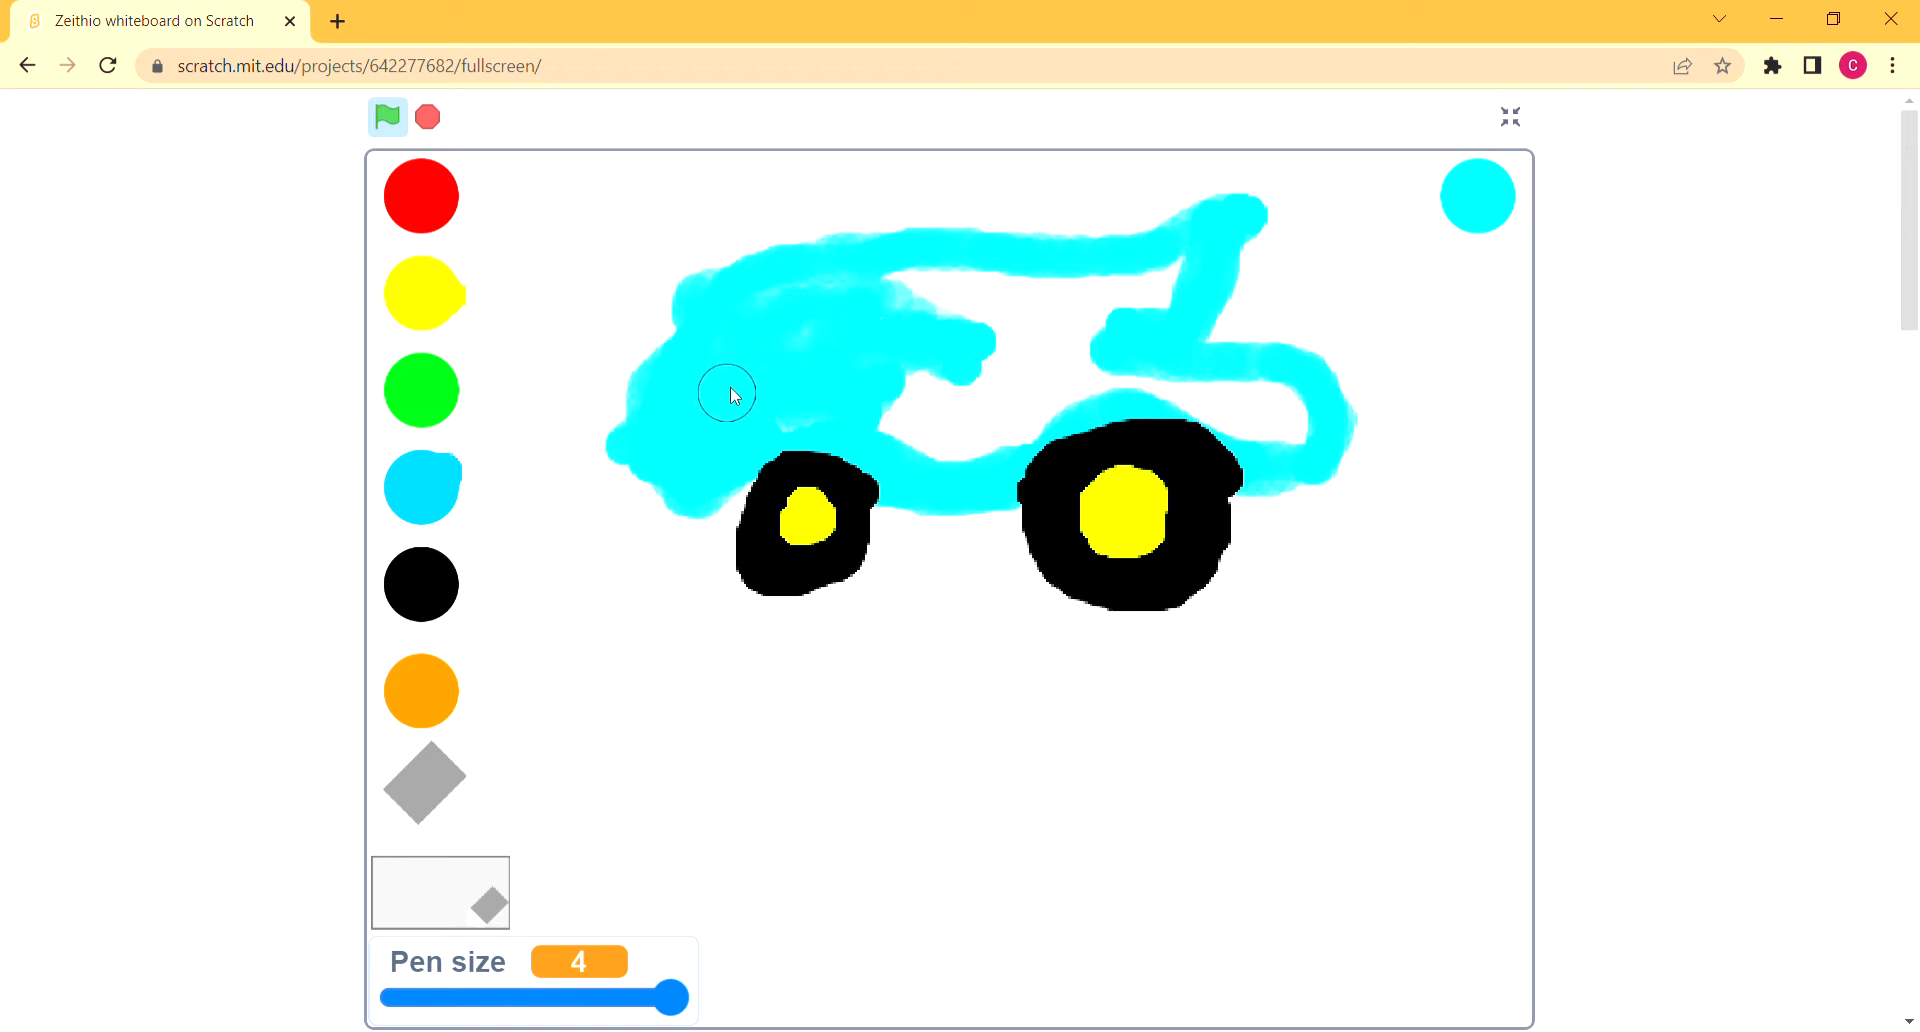 Zeithio whiteboard on Scratch
scratch.mit.edu/projects/642277682/fullscreen/
C
Pen size 4